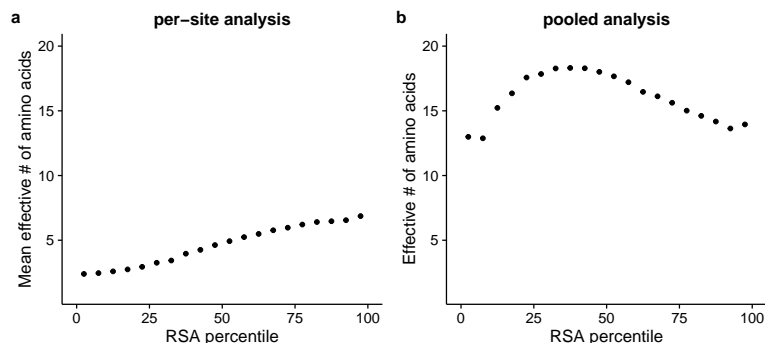 a
per−site analysis
Mean effective # of amino acids
20
15
10
5
0
25
50
75
100
RSA percentile
b
pooled analysis
Effective # of amino acids
20
15
10
5
0
25
50
75
100
RSA percentile